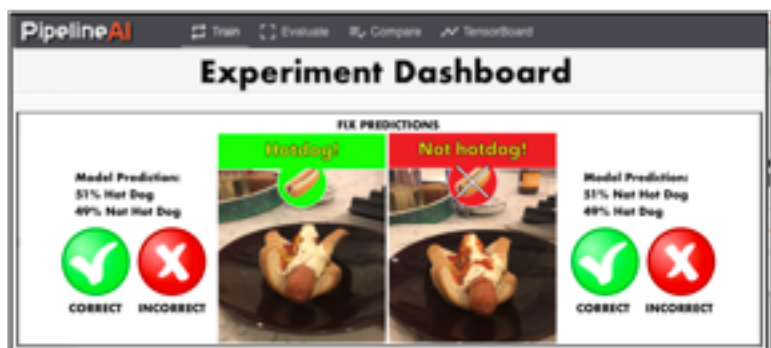 PipelineAI Train Evaluate Compare TensorBoard
Experiment Dashboard
FIX PREDICTIONS
Hotdog!
Not hotdog!
Model Prediction:
51% Hot Dog
49% Not Hot Dog
CORRECT INCORRECT
Model Prediction:
51% Not Hot Dog
49% Hot Dog
CORRECT INCORRECT